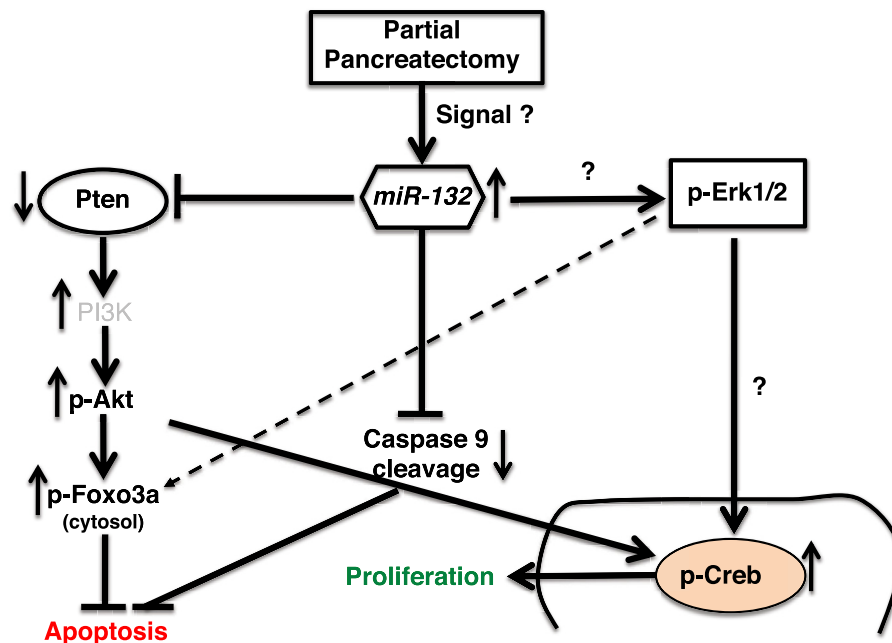 Partial
Pancreatectomy
Signal ?
Pten
miR-132
?
p-Erk1/2
PI3K
p-Akt
?
Caspase 9
cleavage
p-Foxo3a
(cytosol)
Proliferation
p-Creb
Apoptosis